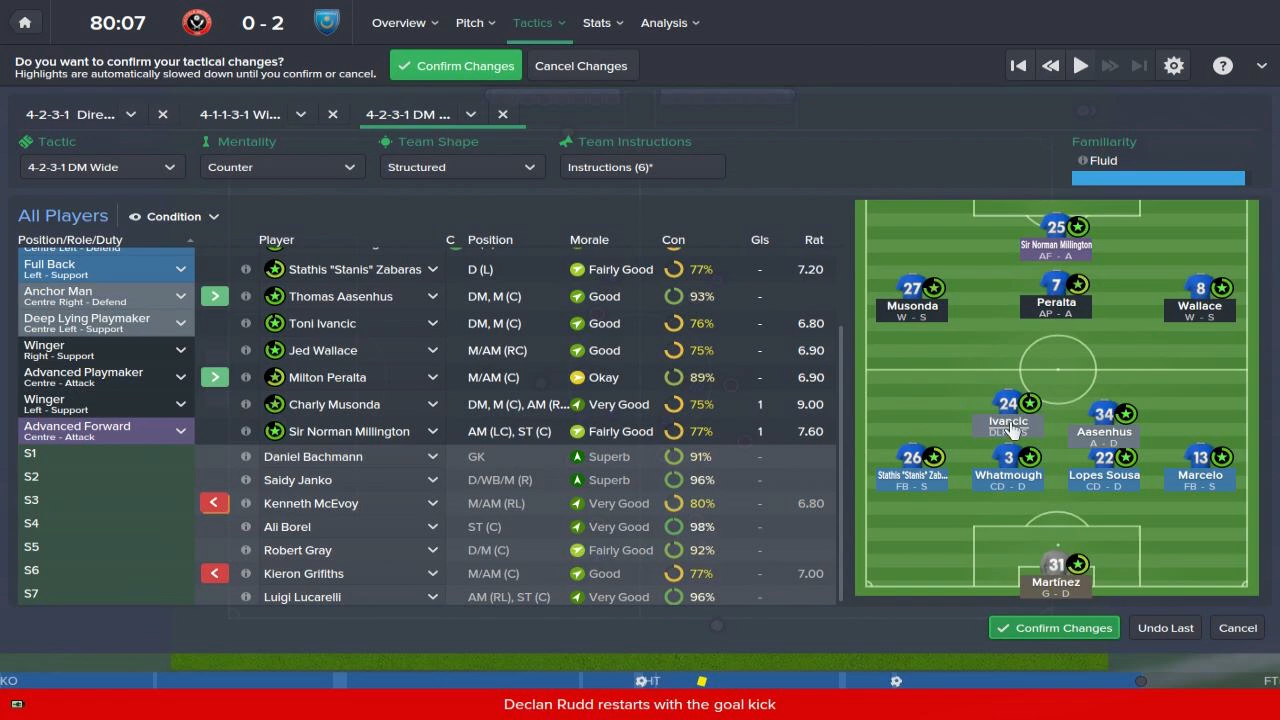 80:07 0 - 2 Overview Pitch Tactics Stats Analysis
Do you want to confirm your tactical changes?
Highlights are automatically slowed down until you confirm or cancel.
Confirm Changes Cancel Changes ?
4-2-3-1 Dire... 4-1-1-3-1 Wi... 4-2-3-1 DM ...
Tactic Mentality Team Shape Team Instructions Familiarity
4-2-3-1 DM Wide Counter Structured Instructions (6)* Fluid
All Players Condition
Position/Role/Duty Player C Position Morale Con Gls Rat
Centre Left - Defend
Full Back
Left - Support
Stathis "Stanis" Zabaras D (L) Fairly Good 77% - 7.20
Anchor Man
Centre Right - Defend
Thomas Aasenhus DM, M (C) Good 93% -
Deep Lying Playmaker
Centre Left - Support
Toni Ivancic DM, M (C) Good 76% - 6.80
Winger
Right - Support
Jed Wallace M/AM (RC) Good 75% - 6.90
Advanced Playmaker
Centre - Attack
Milton Peralta M/AM (C) Okay 89% - 6.90
Winger
Left - Support
Charly Musonda DM, M (C), AM (R... Very Good 75% 1 9.00
Advanced Forward
Centre - Attack
Sir Norman Millington AM (LC), ST (C) Fairly Good 77% 1 7.60
S1 Daniel Bachmann GK Superb 91% -
S2 Saidy Janko D/WB/M (R) Superb 96% -
S3 Kenneth McEvoy M/AM (RL) Very Good 80% - 6.80
S4 Ali Borel ST (C) Very Good 98% -
S5 Robert Gray D/M (C) Fairly Good 92% -
S6 Kieron Grifiths M/AM (C) Good 77% - 7.00
S7 Luigi Lucarelli AM (RL), ST (C) Very Good 96% -
25
Sir Norman Millington
AF - A
27 7 8
Musonda Peralta Wallace
W - S AP - A W - S
24 34
Ivancic Aasenhus
A - D
26 3 22 13
Stathis "Stanis" Zab... Whatmough Lopes Sousa Marcelo
FB - S CD - D CD - D FB - S
31
Martínez
G - D
Confirm Changes Undo Last Cancel
KO HT FT
Declan Rudd restarts with the goal kick